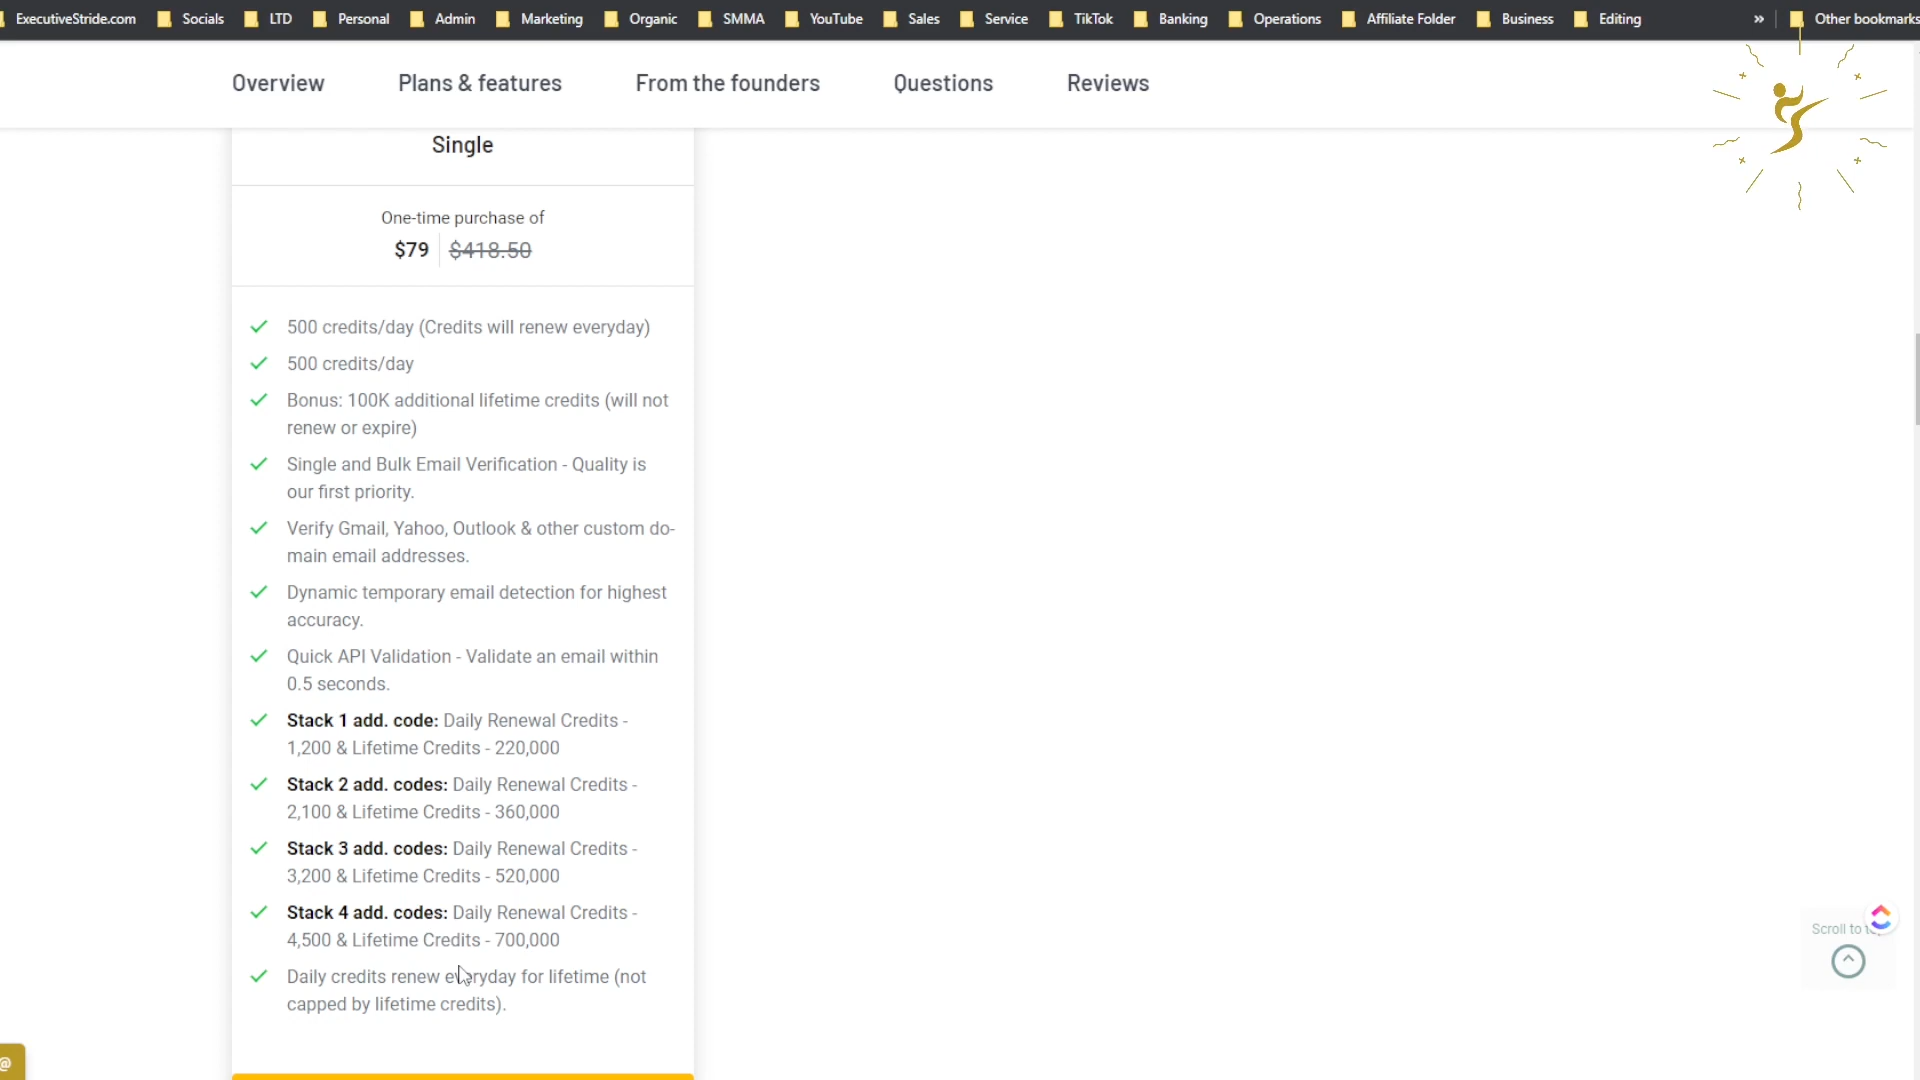 ExecutiveStride.com Socials LTD Personal Admin Marketing Organic SMMA YouTube Sales Service TikTok Banking Operations Affiliate Folder Business Editing » Other bookmarks
Overview Plans & features From the founders Questions Reviews
Single
One-time purchase of
$79 $418.50
500 credits/day (Credits will renew everyday)
500 credits/day
Bonus: 100K additional lifetime credits (will not
renew or expire)
Single and Bulk Email Verification - Quality is
our first priority.
Verify Gmail, Yahoo, Outlook & other custom do-
main email addresses.
Dynamic temporary email detection for highest
accuracy.
Quick API Validation - Validate an email within
0.5 seconds.
Stack 1 add. code: Daily Renewal Credits -
1,200 & Lifetime Credits - 220,000
Stack 2 add. codes: Daily Renewal Credits -
2,100 & Lifetime Credits - 360,000
Stack 3 add. codes: Daily Renewal Credits -
3,200 & Lifetime Credits - 520,000
Stack 4 add. codes: Daily Renewal Credits -
4,500 & Lifetime Credits - 700,000
Daily credits renew everyday for lifetime (not
capped by lifetime credits).
Scroll to
@